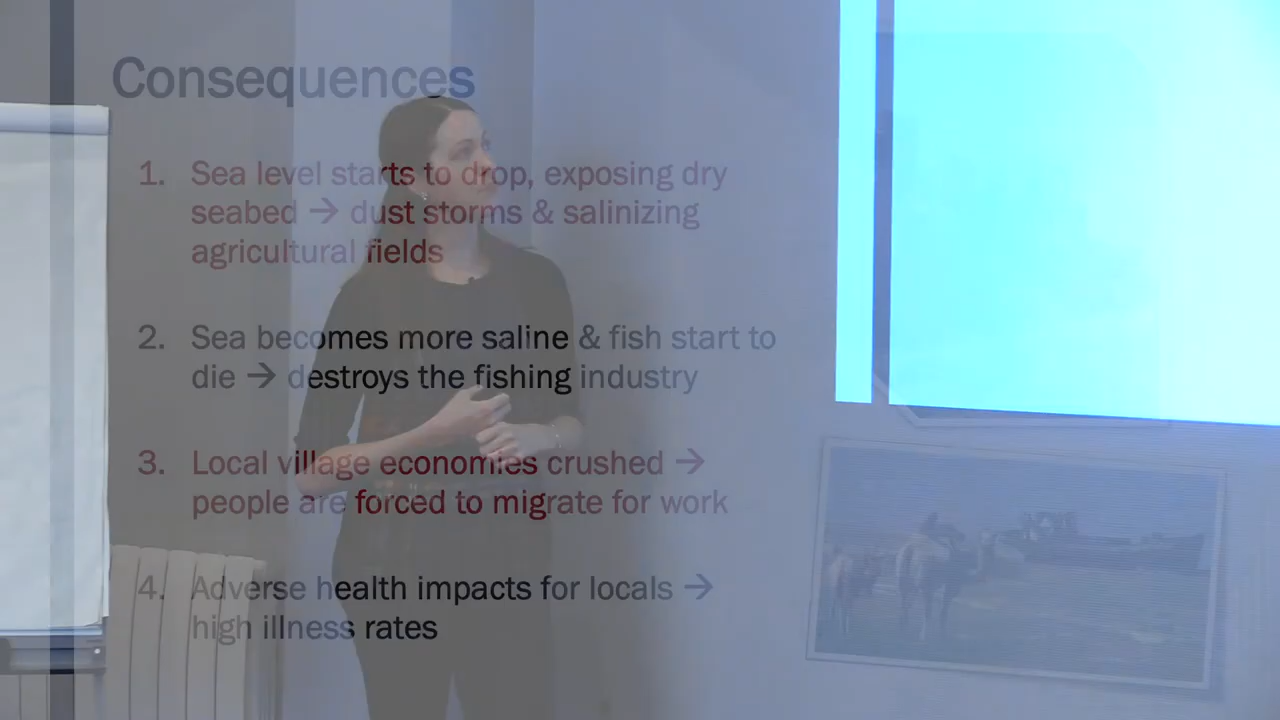 Consequences
1. Sea level starts to drop, exposing dry
seabed → dust storms & salinizing
agricultural fields
2. Sea becomes more saline & fish start to
die → destroys the fishing industry
3. Local village economies crushed →
people are forced to migrate for work
4. Adverse health impacts for locals →
high illness rates